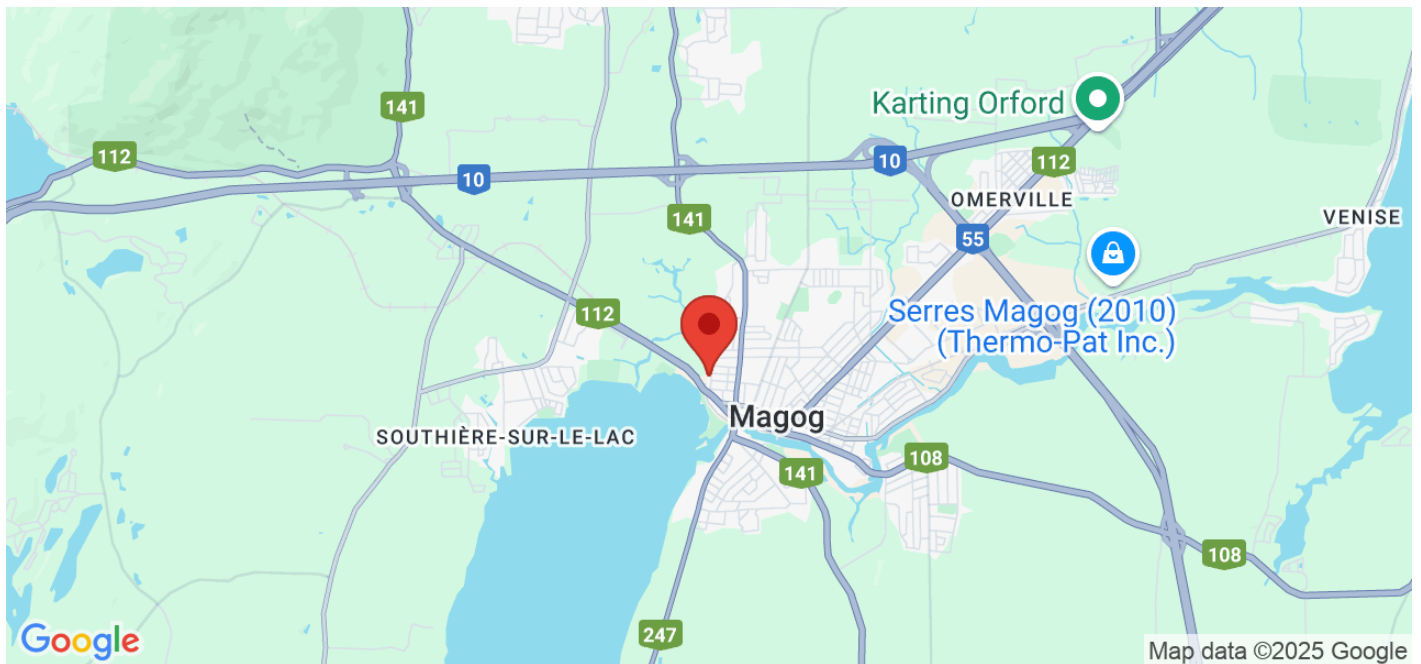 141
Karting Orford
112
10
112
10
OMERVILLE
141
55
VENISE
112
Serres Magog (2010)
(Thermo-Pat Inc.)
Magog
SOUTHIÈRE-SUR-LE-LAC
141
108
108
247
Google
Map data ©2025 Google